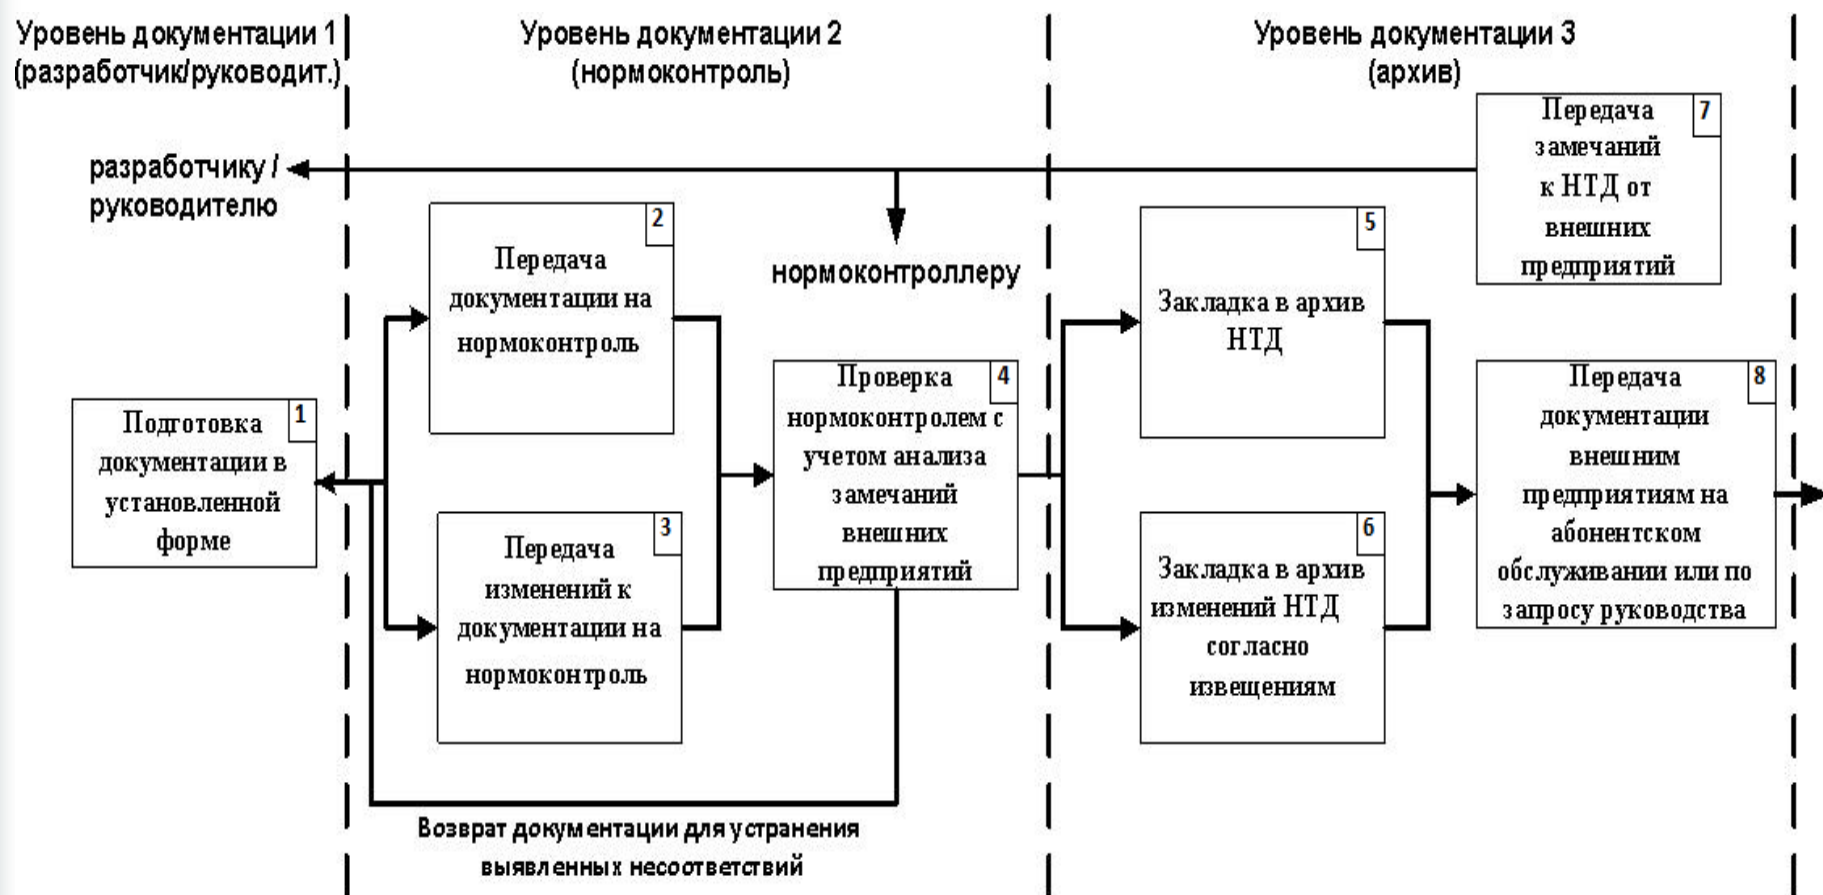 Уровень документации 1
(разработчик/руководит.)
Уровень документации 2
(нормоконтроль)
Уровень документации 3
(архив)
разработчику /
руководителю
нормоконтроллеру
1
Подготовка
документации в
установленной
форме
2
Передача
документации на
нормоконтроль
3
Передача
изменений к
документации на
нормоконтроль
4
Проверка
нормоконтролем с
учетом анализа
замечаний
внешних
предприятий
5
Закладка в архив
НТД
6
Закладка в архив
изменений НТД
согласно
извещениям
7
Передача
замечаний
к НТД от
внешних
предприятий
8
Передача
документации
внешним
предприятиям на
абонентском
обслуживании или по
запросу руководства
Возврат документации для устранения
выявленных несоответствий